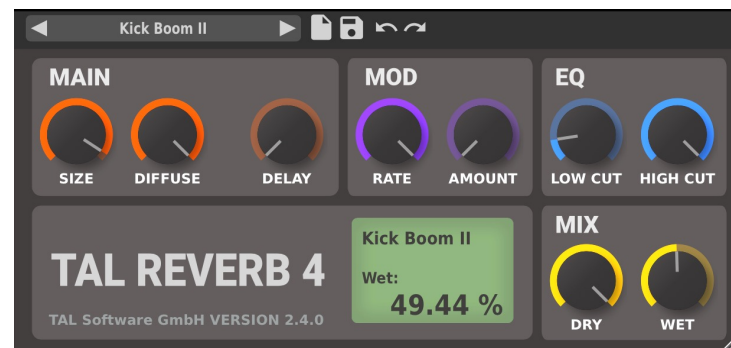 Kick Boom II
MAIN
SIZE DIFFUSE DELAY
MOD
RATE AMOUNT
EQ
LOW CUT HIGH CUT
TAL REVERB 4
TAL Software GmbH VERSION 2.4.0
Kick Boom II
Wet:
49.44 %
MIX
DRY WET